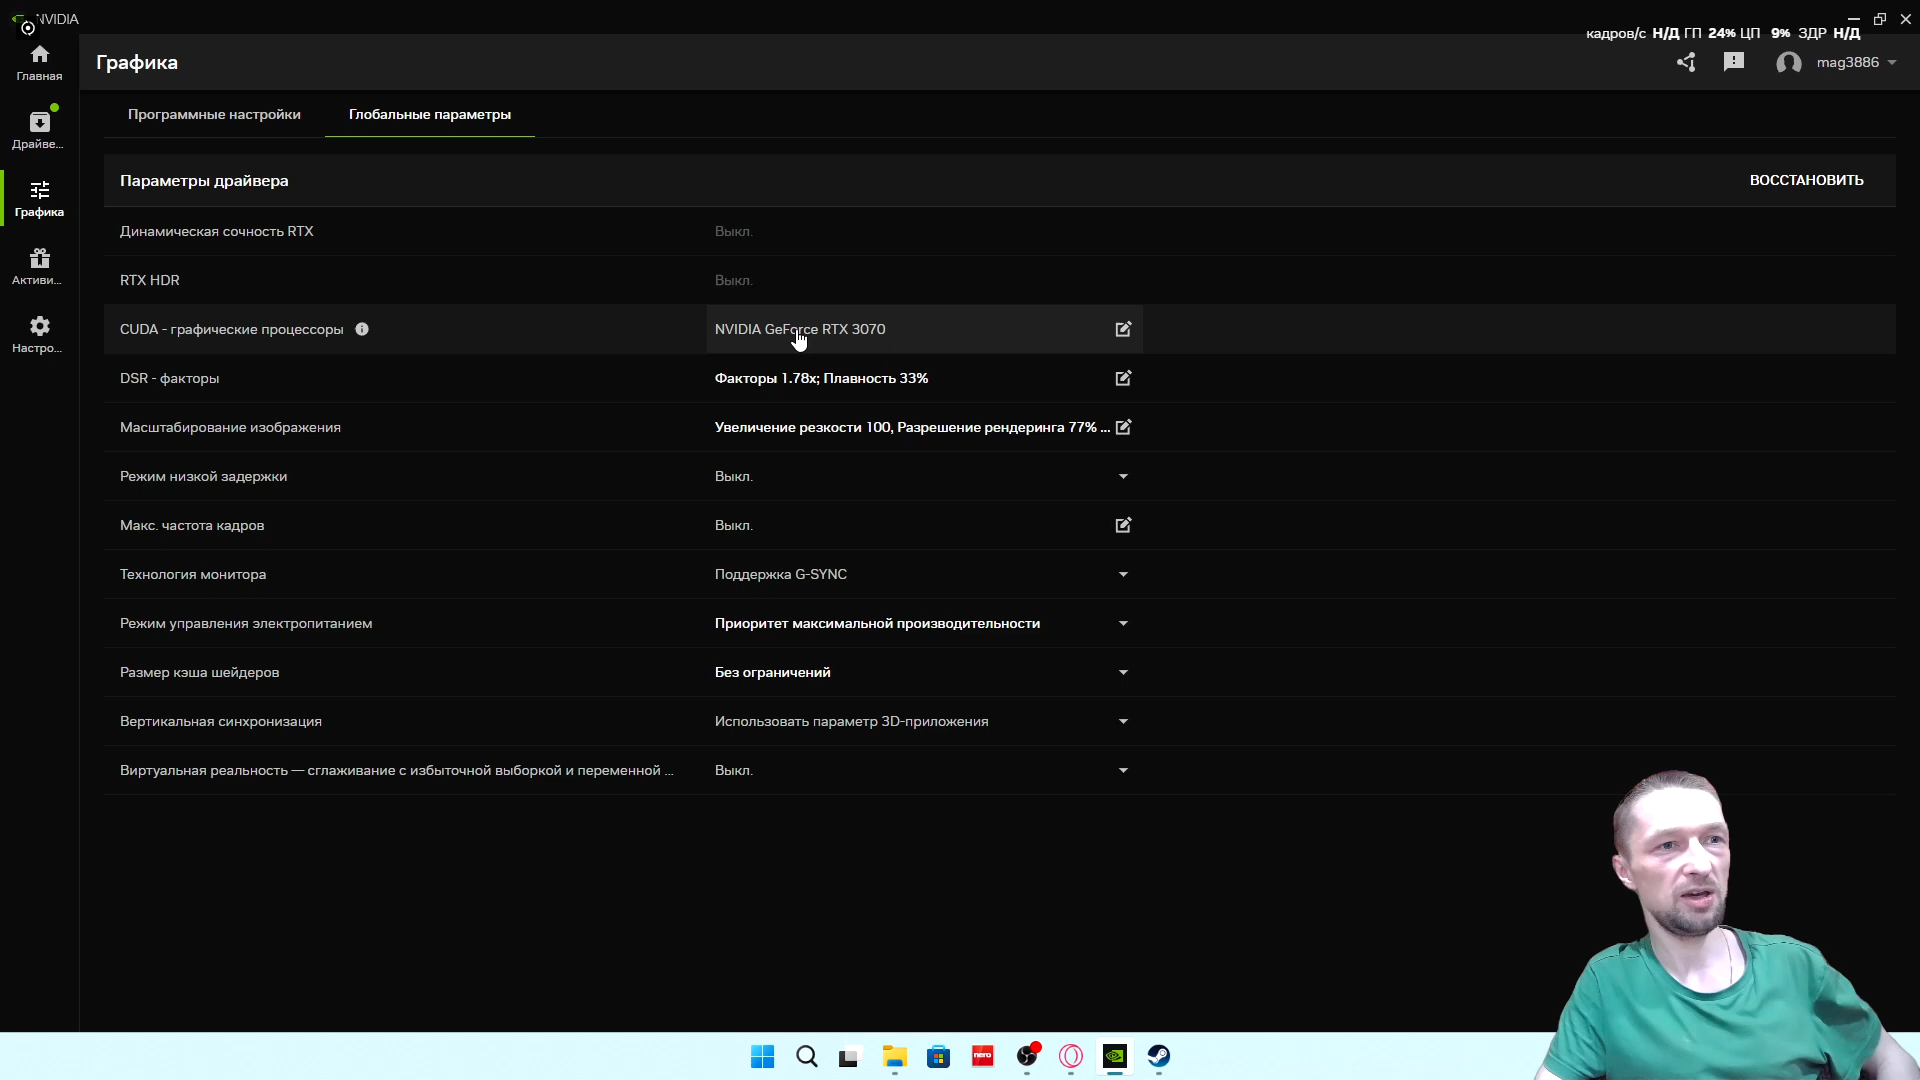 NVIDIA
кадров/с Н/Д ГП 24% ЦП 9% ЗДР Н/Д
Главная
Графика
mag3886
Программные настройки
Глобальные параметры
Драйве...
Параметры драйвера
ВОССТАНОВИТЬ
Графика
Динамическая сочность RTX
Выкл.
RTX HDR
Выкл.
Активи...
CUDA - графические процессоры
NVIDIA GeForce RTX 3070
Настро...
DSR - факторы
Факторы 1.78x; Плавность 33%
Масштабирование изображения
Увеличение резкости 100, Разрешение рендеринга 77% ...
Режим низкой задержки
Выкл.
Макс. частота кадров
Выкл.
Технология монитора
Поддержка G-SYNC
Режим управления электропитанием
Приоритет максимальной производительности
Размер кэша шейдеров
Без ограничений
Вертикальная синхронизация
Использовать параметр 3D-приложения
Виртуальная реальность — сглаживание с избыточной выборкой и переменной ...
Выкл.
nero